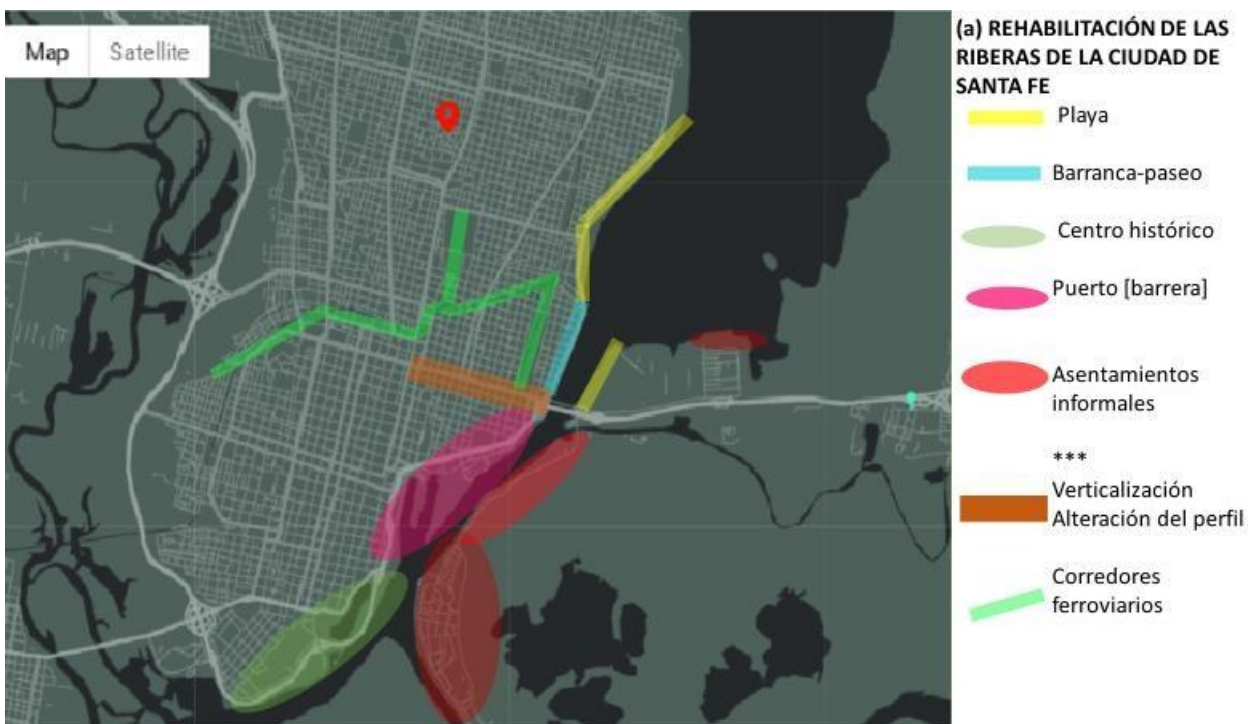 Map
Satellite
(a) REHABILITACIÓN DE LAS
RIBERAS DE LA CIUDAD DE
SANTA FE
Playa
Barranca-paseo
Centro histórico
Puerto [barrera]
Asentamientos
informales
***
Verticalización
Alteración del perfil
Corredores
ferroviarios